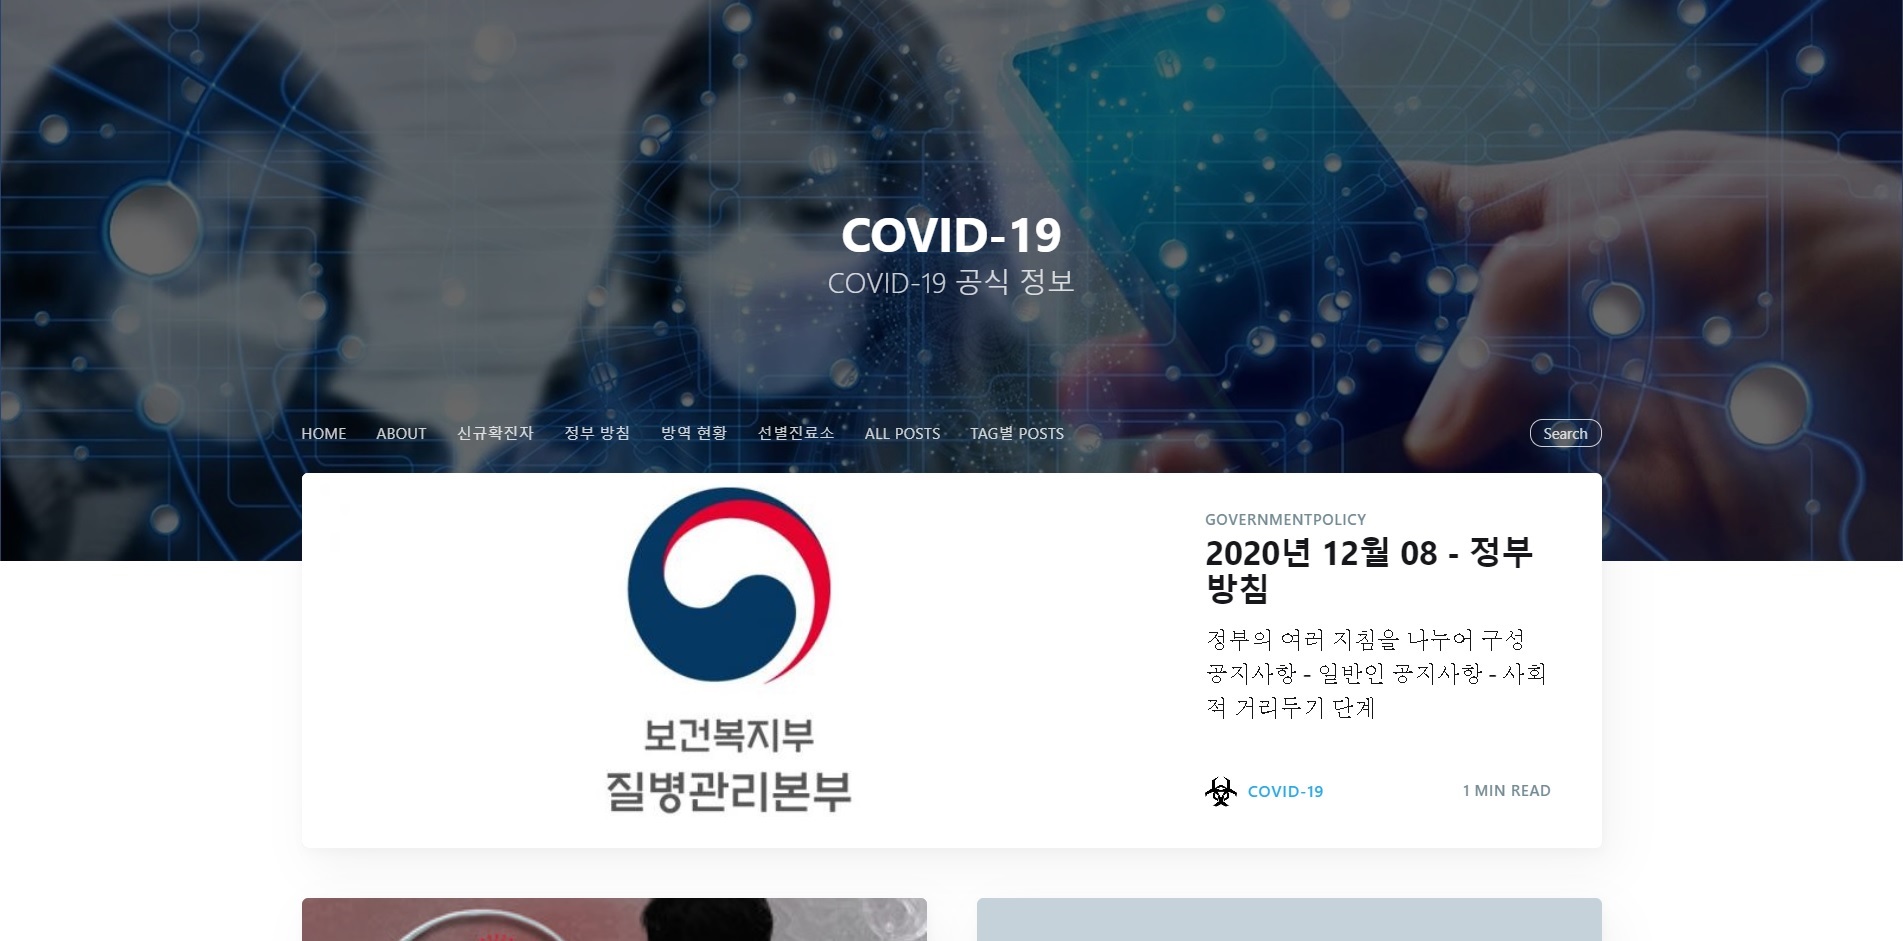 COVID-19
COVID-19 공식 정보
HOME ABOUT 신규확진자 정부 방침 방역 현황 선별진료소 ALL POSTS TAG별 POSTS Search
보건복지부
질병관리본부
GOVERNMENTPOLICY
2020년 12월 08 - 정부
방침
정부의 여러 지침을 나누어 구성
공지사항 - 일반인 공지사항 - 사회
적 거리두기 단계
COVID-19 1 MIN READ